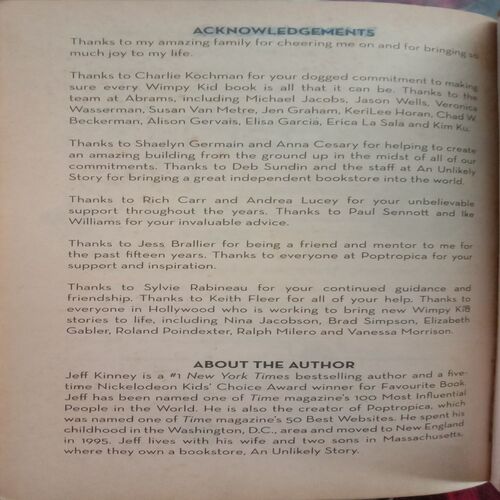 ACKNOWLEDGEMENTS
Thanks to my amazing family for cheering me on and for bringing so
much joy to my life.
Thanks to Charlie Kochman for your dogged commitment to making
sure every Wimpy Kid book is all that it can be. Thanks to the
team at Abrams, including Michael Jacobs, Jason Wells, Veronica
Wasserman, Susan Van Metre, Jen Graham, KeriLee Horan, Chad W.
Beckerman, Alison Gervais, Elisa Garcia, Erica La Sala and Kim Ku.
Thanks to Shaelyn Germain and Anna Cesary for helping to create
an amazing building from the ground up in the midst of all of our
commitments. Thanks to Deb Sundin and the staff at An Unlikely
Story for bringing a great independent bookstore into the world.
Thanks to Rich Carr and Andrea Lucey for your unbelievable
support throughout the years. Thanks to Paul Sennott and Ike
Williams for your invaluable advice.
Thanks to Jess Brallier for being a friend and mentor to me for
the past fifteen years. Thanks to everyone at Poptropica for your
support and inspiration.
Thanks to Sylvie Rabineau for your continued guidance and
friendship. Thanks to Keith Fleer for all of your help. Thanks to
everyone in Hollywood who is working to bring new Wimpy Kid
stories to life, including Nina Jacobson, Brad Simpson, Elizabeth
Gabler, Roland Poindexter, Ralph Milero and Vanessa Morrison.
ABOUT THE AUTHOR
Jeff Kinney is a #1 New York Times bestselling author and a five-
time Nickelodeon Kids' Choice Award winner for Favourite Book.
Jeff has been named one of Time magazine's 100 Most Influential
People in the World. He is also the creator of Poptropica, which
was named one of Time magazine's 50 Best Websites. He spent his
childhood in the Washington, D.C., area and moved to New England
in 1995. Jeff lives with his wife and two sons in Massachusetts,
where they own a bookstore, An Unlikely Story.